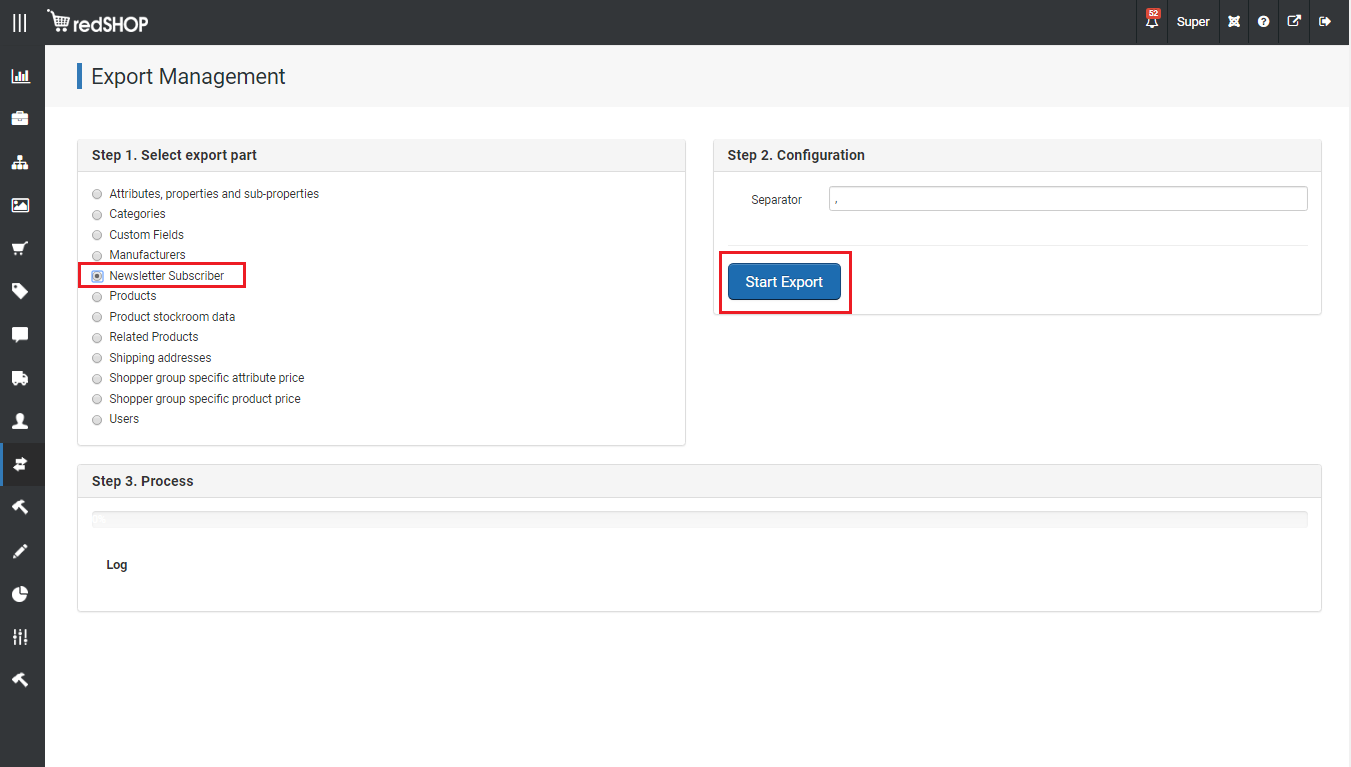 redSHOP
52
Super
Export Management
Step 1. Select export part
Attributes, properties and sub-properties
Categories
Custom Fields
Manufacturers
Newsletter Subscriber
Products
Product stockroom data
Related Products
Shipping addresses
Shopper group specific attribute price
Shopper group specific product price
Users
Step 2. Configuration
Separator
,
Start Export
Step 3. Process
Log